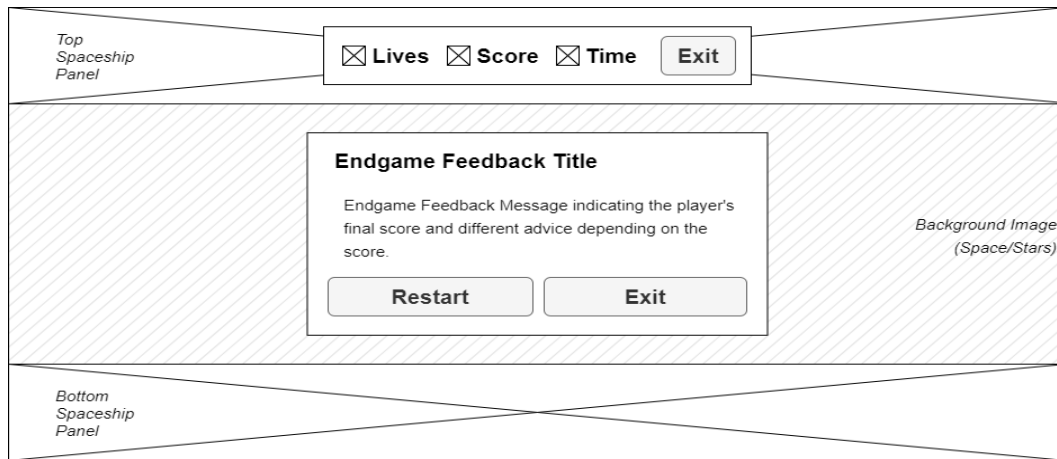 Top
Spaceship
Panel
Lives Score Time Exit
Endgame Feedback Title
Endgame Feedback Message indicating the player's
final score and different advice depending on the
score.
Restart Exit
Background Image
(Space/Stars)
Bottom
Spaceship
Panel